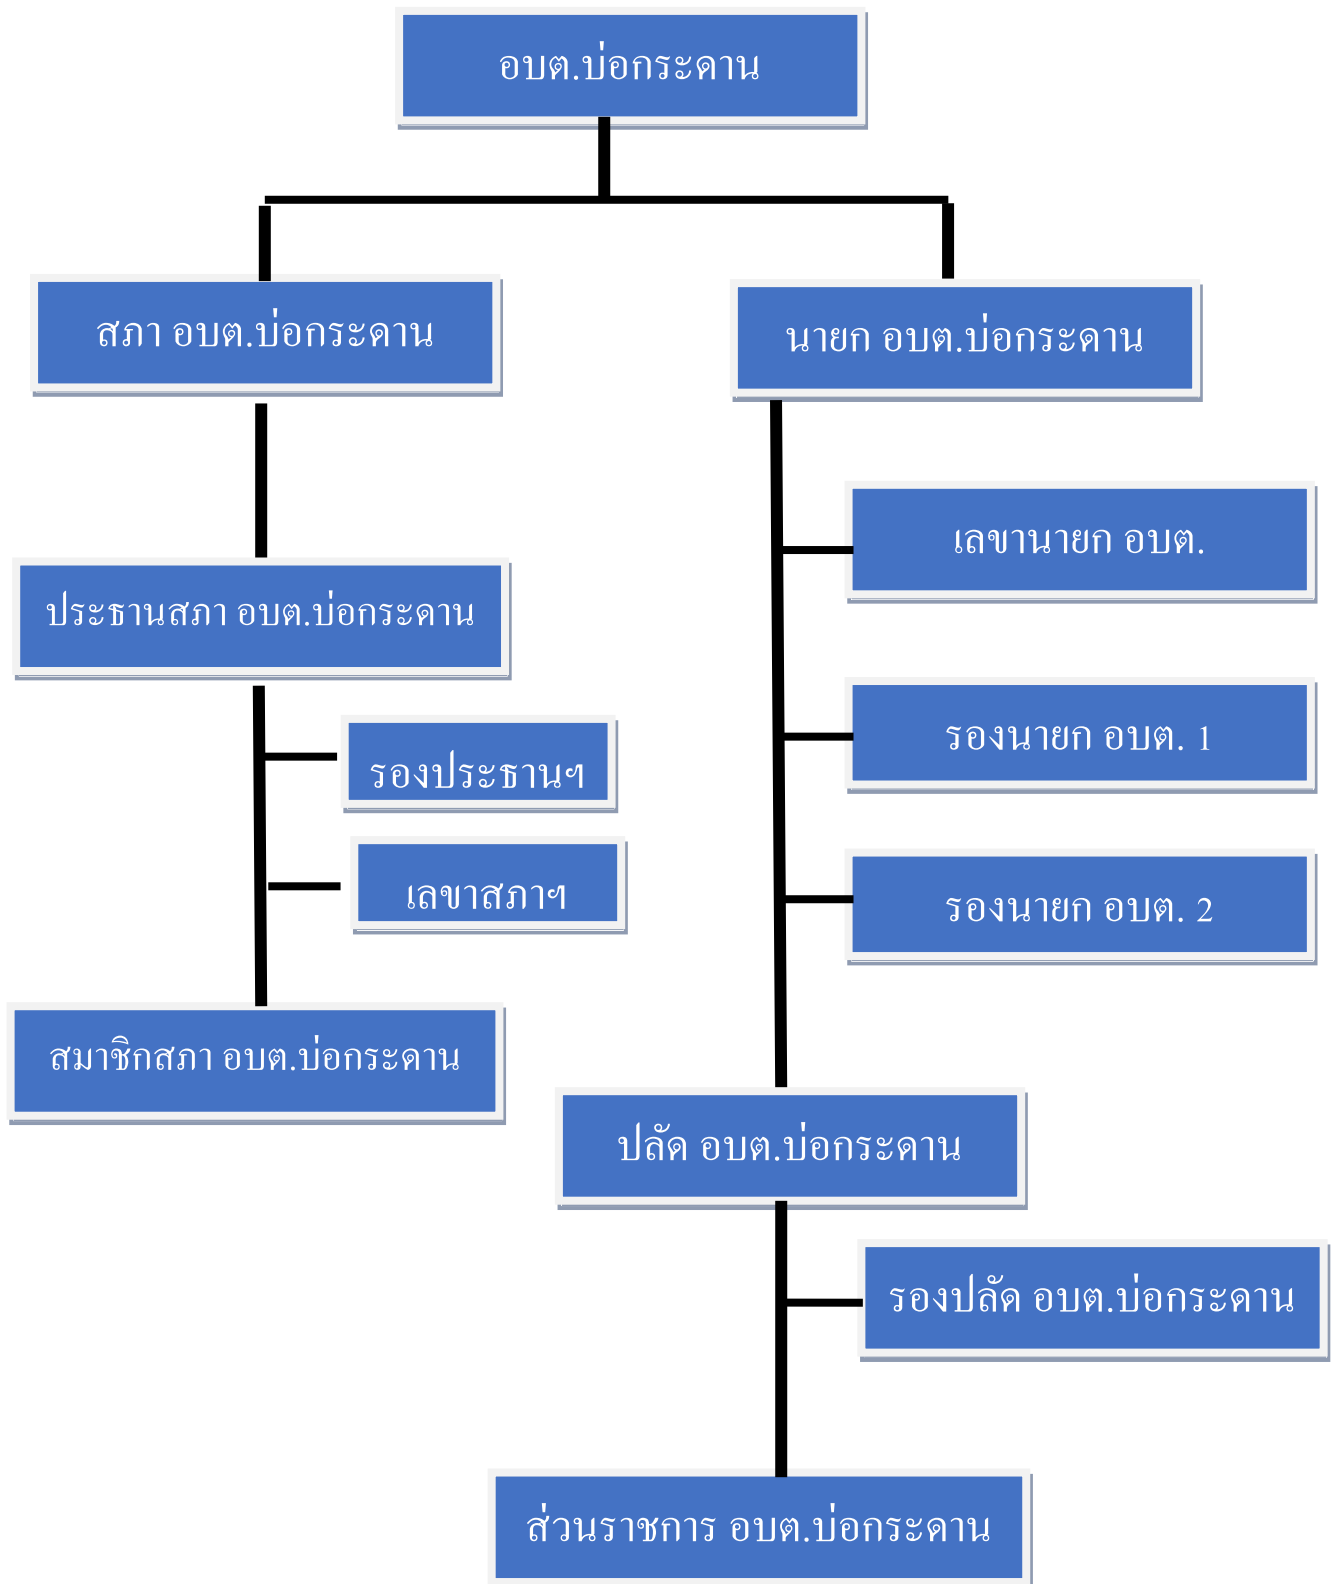 อบต.บ่อกระดาน
สภา อบต.บ่อกระดาน
นายก อบต.บ่อกระดาน
เลขานายก อบต.
ประธานสภา อบต.บ่อกระดาน
รองนายก อบต. 1
รองประธานฯ
เลขาสภาฯ
รองนายก อบต. 2
สมาชิกสภา อบต.บ่อกระดาน
ปลัด อบต.บ่อกระดาน
รองปลัด อบต.บ่อกระดาน
ส่วนราชการ อบต.บ่อกระดาน